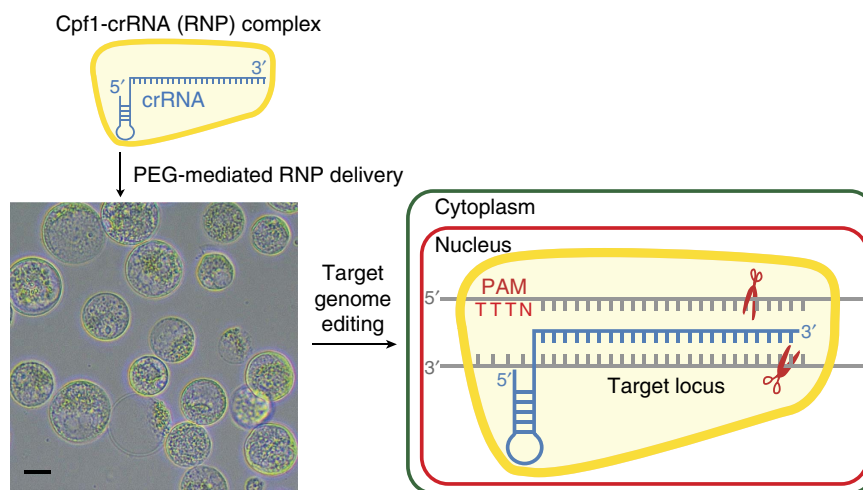 Cpf1-crRNA (RNP) complex
3′
5′
crRNA
PEG-mediated RNP delivery
Cytoplasm
Nucleus
Target
genome
editing
PAM
TTTN
5′
3′
3′
5′
Target locus